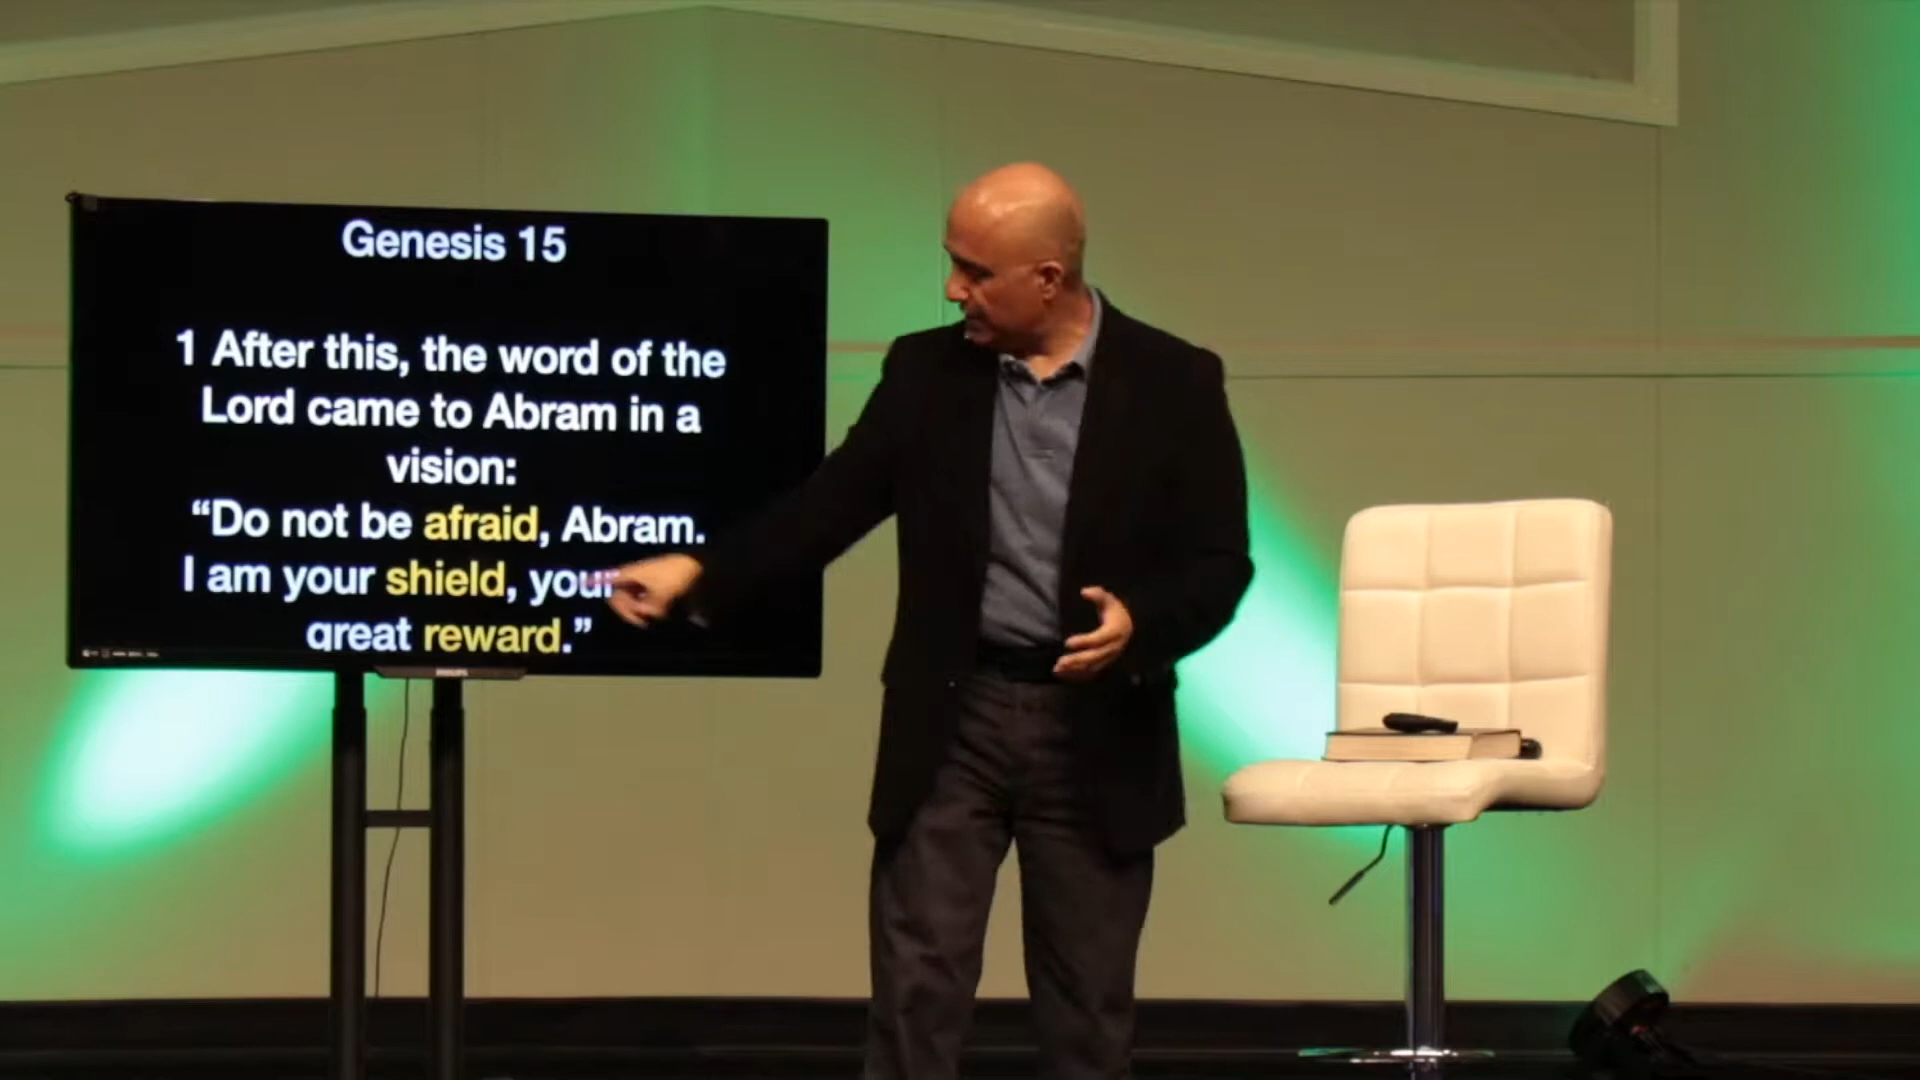 Genesis 15
1 After this, the word of the
Lord came to Abram in a
vision:
“Do not be afraid, Abram.
I am your shield, your
great reward.”
PHILIPS